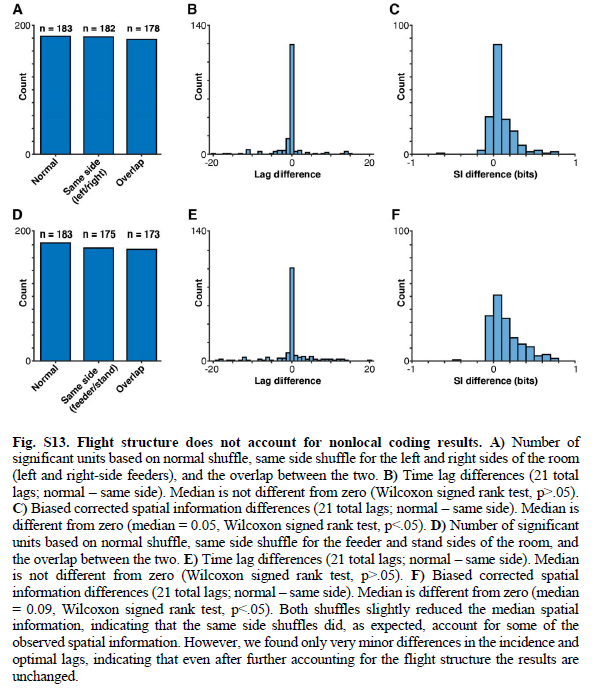 A
B
C
200
n = 183 n = 182 n = 178
Count
0
Normal
Same side
(left/right)
Overlap
140
Count
0
-20 0 20
Lag difference
100
Count
0
-1 0 1
SI difference (bits)
D
E
F
200
n = 183 n = 175 n = 173
Count
0
Normal
Same side
(feeder/stand)
Overlap
140
Count
0
-20 0 20
Lag difference
100
Count
0
-1 0 1
SI difference (bits)
Fig. S13. Flight structure does not account for nonlocal coding results. A) Number of
significant units based on normal shuffle, same side shuffle for the left and right sides of the room
(left and right-side feeders), and the overlap between the two. B) Time lag differences (21 total
lags; normal – same side). Median is not different from zero (Wilcoxon signed rank test, p>.05).
C) Biased corrected spatial information differences (21 total lags; normal – same side). Median is
different from zero (median = 0.05, Wilcoxon signed rank test, p<.05). D) Number of significant
units based on normal shuffle, same side shuffle for the feeder and stand sides of the room, and
the overlap between the two. E) Time lag differences (21 total lags; normal – same side). Median
is not different from zero (Wilcoxon signed rank test, p>.05). F) Biased corrected spatial
information differences (21 total lags; normal – same side). Median is different from zero (median
= 0.09, Wilcoxon signed rank test, p<.05). Both shuffles slightly reduced the median spatial
information, indicating that the same side shuffles did, as expected, account for some of the
observed spatial information. However, we found only very minor differences in the incidence and
optimal lags, indicating that even after further accounting for the flight structure the results are
unchanged.